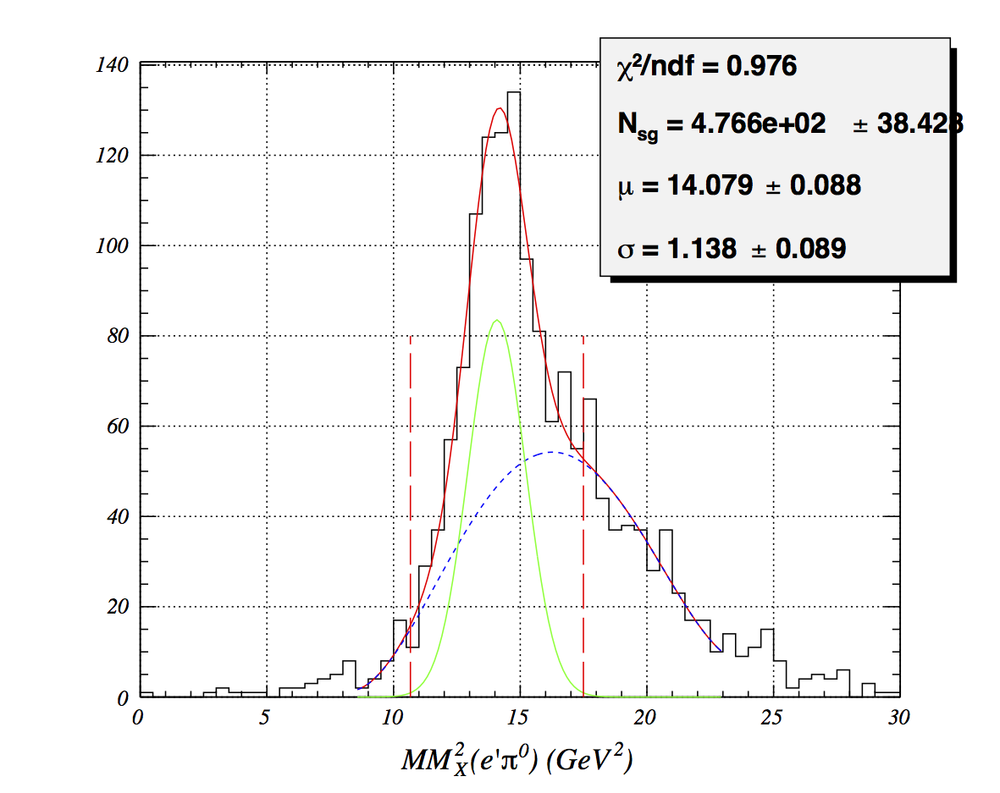 χ²/ndf = 0.976
N_sg = 4.766e+02 ± 38.428
μ = 14.079 ± 0.088
σ = 1.138 ± 0.089
140
120
100
80
60
40
20
0
0 5 10 15 20 25 30
MM²_X(e'π⁰) (GeV²)